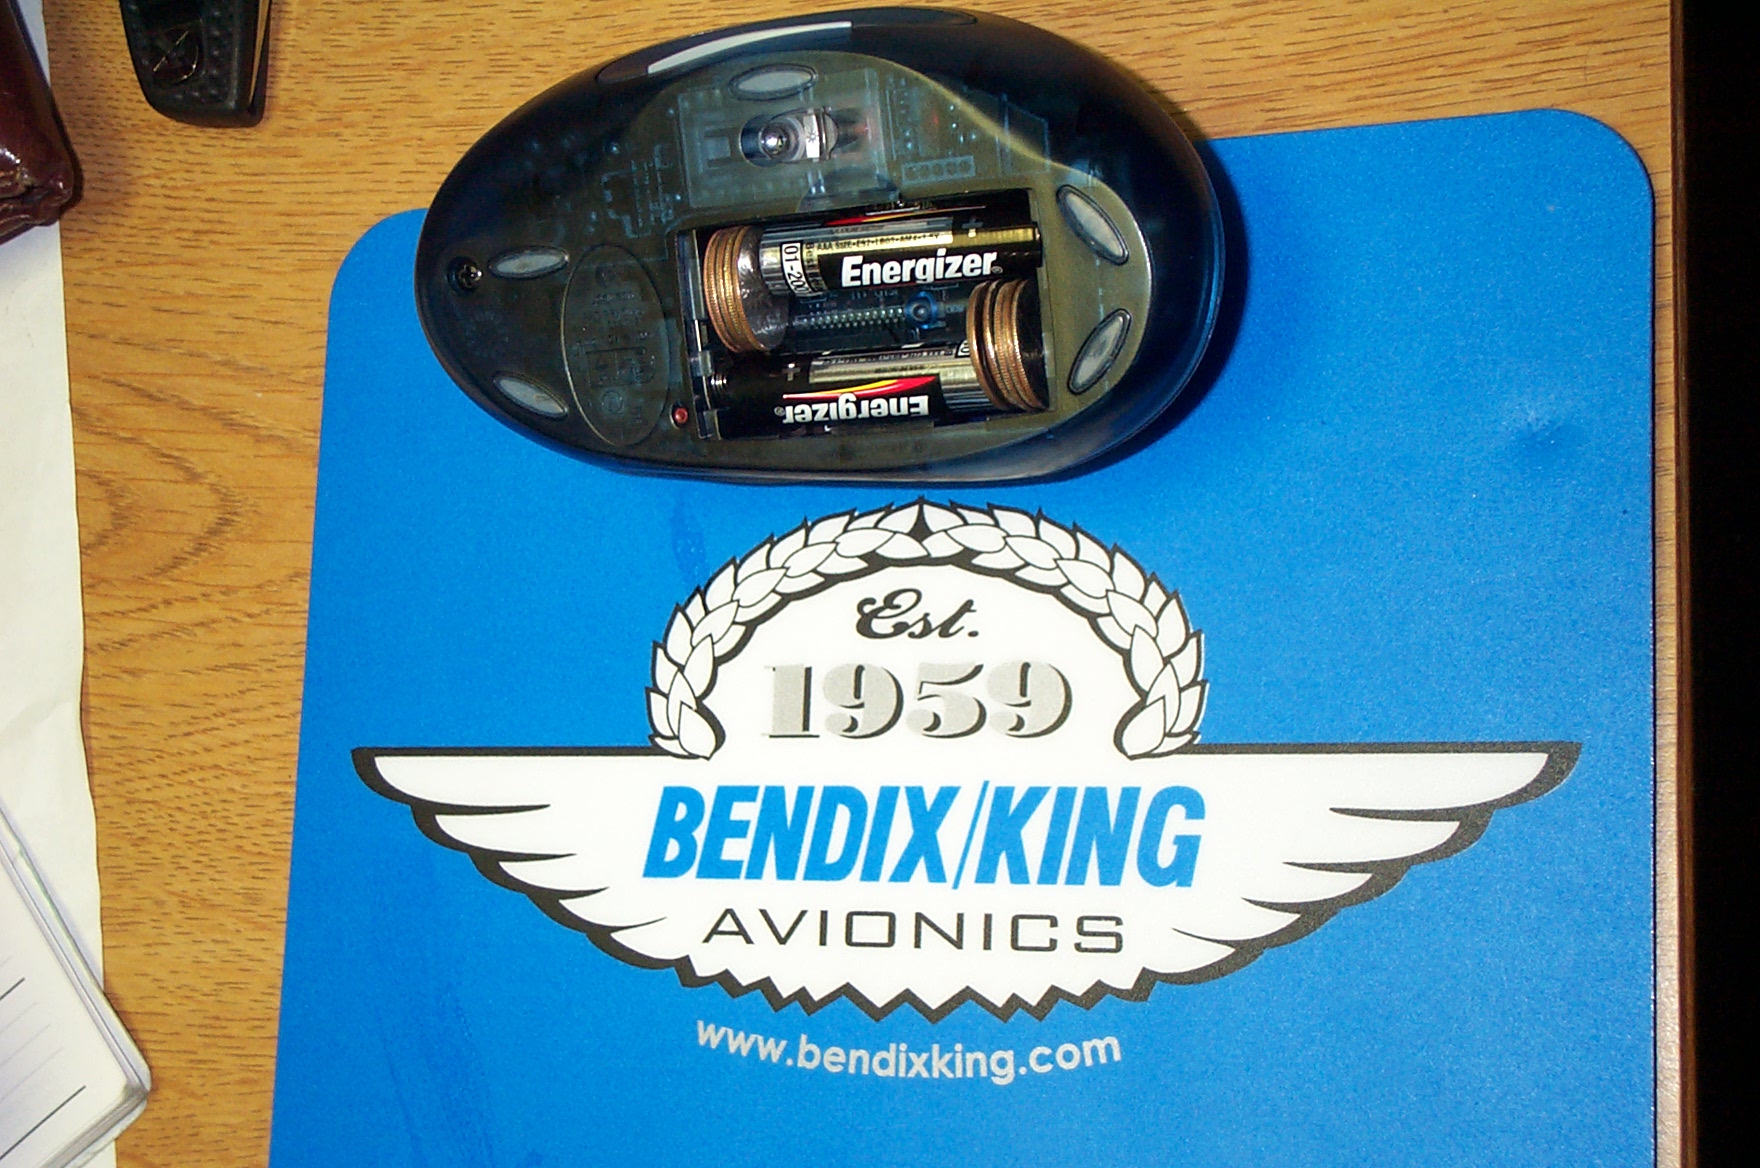 Energizer
Energizer
Est.
1959
BENDIX/KING
AVIONICS
www.bendixking.com